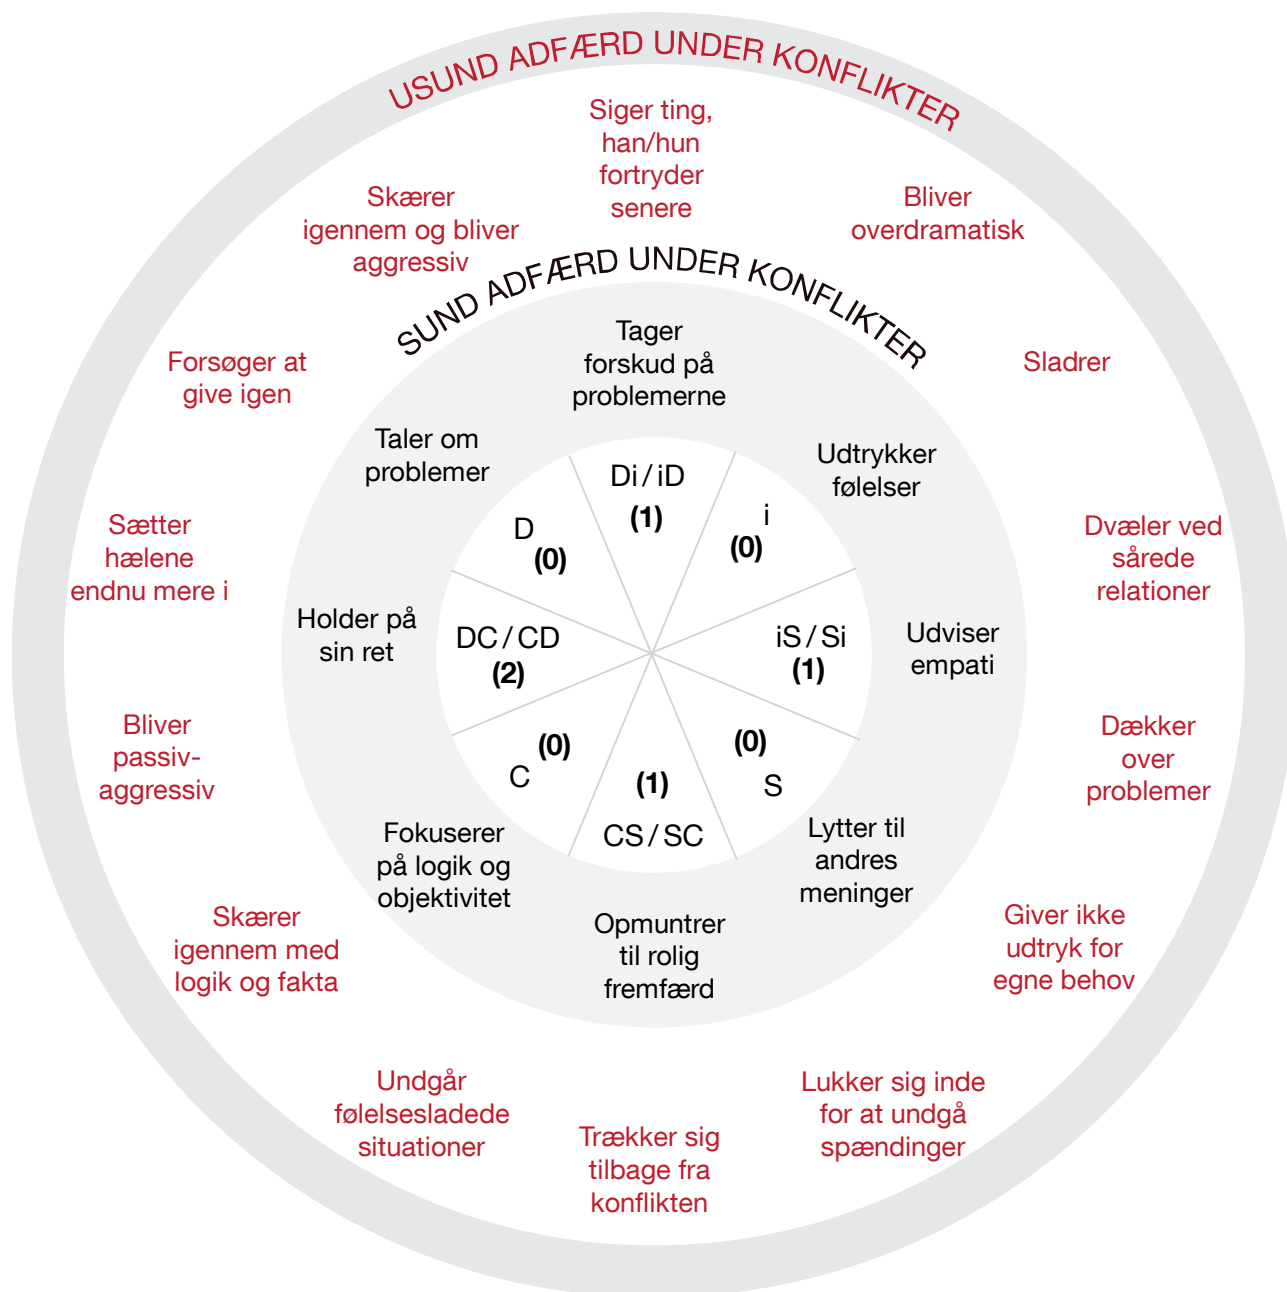 USUND ADFÆRD UNDER KONFLIKTER
Siger ting,
han/hun
fortryder
senere
Bliver
overdramatisk
Sladrer
Dvæler ved
sårede
relationer
Dækker
over
problemer
Giver ikke
udtryk for
egne behov
Lukker sig inde
for at undgå
spændinger
Trækker sig
tilbage fra
konflikten
Undgår
følelsesladede
situationer
Skærer
igennem med
logik og fakta
Bliver
passiv-
aggressiv
Sætter
hælene
endnu mere i
Forsøger at
give igen
Skærer
igennem og bliver
aggressiv
SUND ADFÆRD UNDER KONFLIKTER
Tager
forskud på
problemerne
Udtrykker
følelser
Udviser
empati
Lytter til
andres
meninger
Opmuntrer
til rolig
fremfærd
Fokuserer
på logik og
objektivitet
Holder på
sin ret
Taler om
problemer
Di / iD
(1)
i
(0)
iS / Si
(1)
(0)
S
(1)
CS / SC
(0)
C
DC / CD
(2)
D
(0)